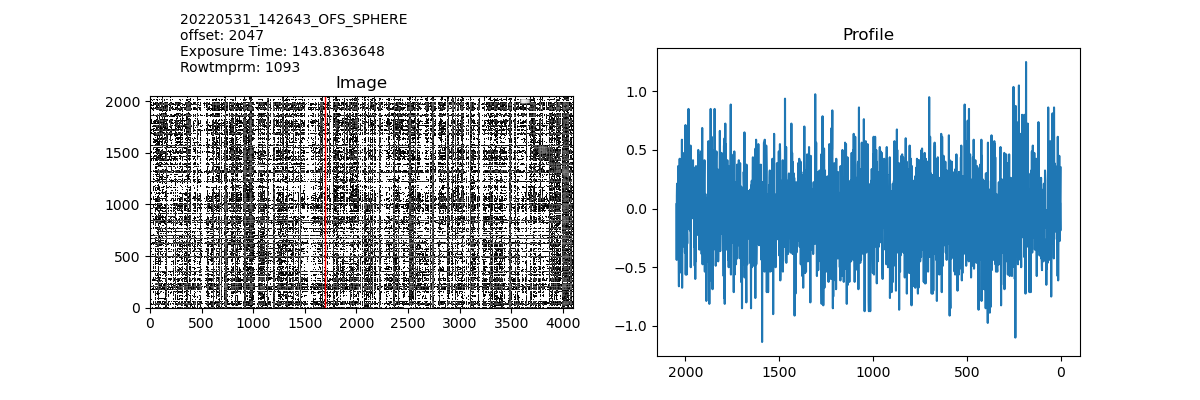 20220531_142643_OFS_SPHERE
offset: 2047
Exposure Time: 143.8363648
Rowtmprm: 1093
Image
2000
1500
1000
500
0
0 500 1000 1500 2000 2500 3000 3500 4000
Profile
1.0
0.5
0.0
−0.5
−1.0
2000 1500 1000 500 0